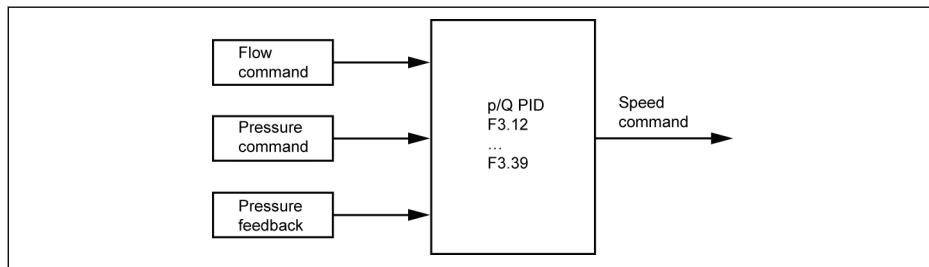 Flow
command
Pressure
command
Pressure
feedback
p/Q PID
F3.12
...
F3.39
Speed
command